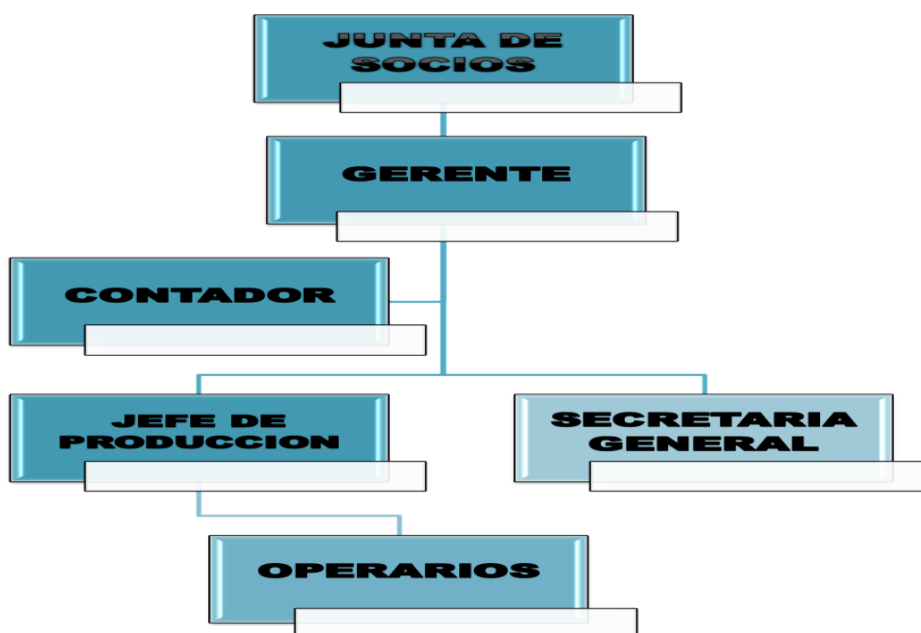 JUNTA DE
SOCIOS
GERENTE
CONTADOR
JEFE DE
PRODUCCION
SECRETARIA
GENERAL
OPERARIOS